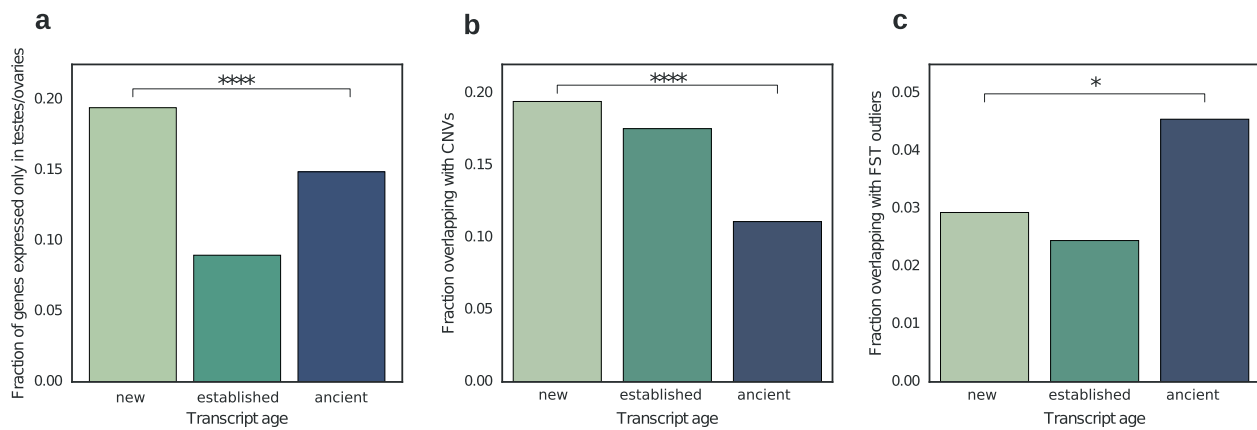 a
Fraction of genes expressed only in testes/ovaries
0.20
0.15
0.10
0.05
0.00
****
new established ancient
Transcript age
b
Fraction overlapping with CNVs
0.20
0.15
0.10
0.05
0.00
****
new established ancient
Transcript age
c
Fraction overlapping with FST outliers
0.05
0.04
0.03
0.02
0.01
0.00
*
new established ancient
Transcript age